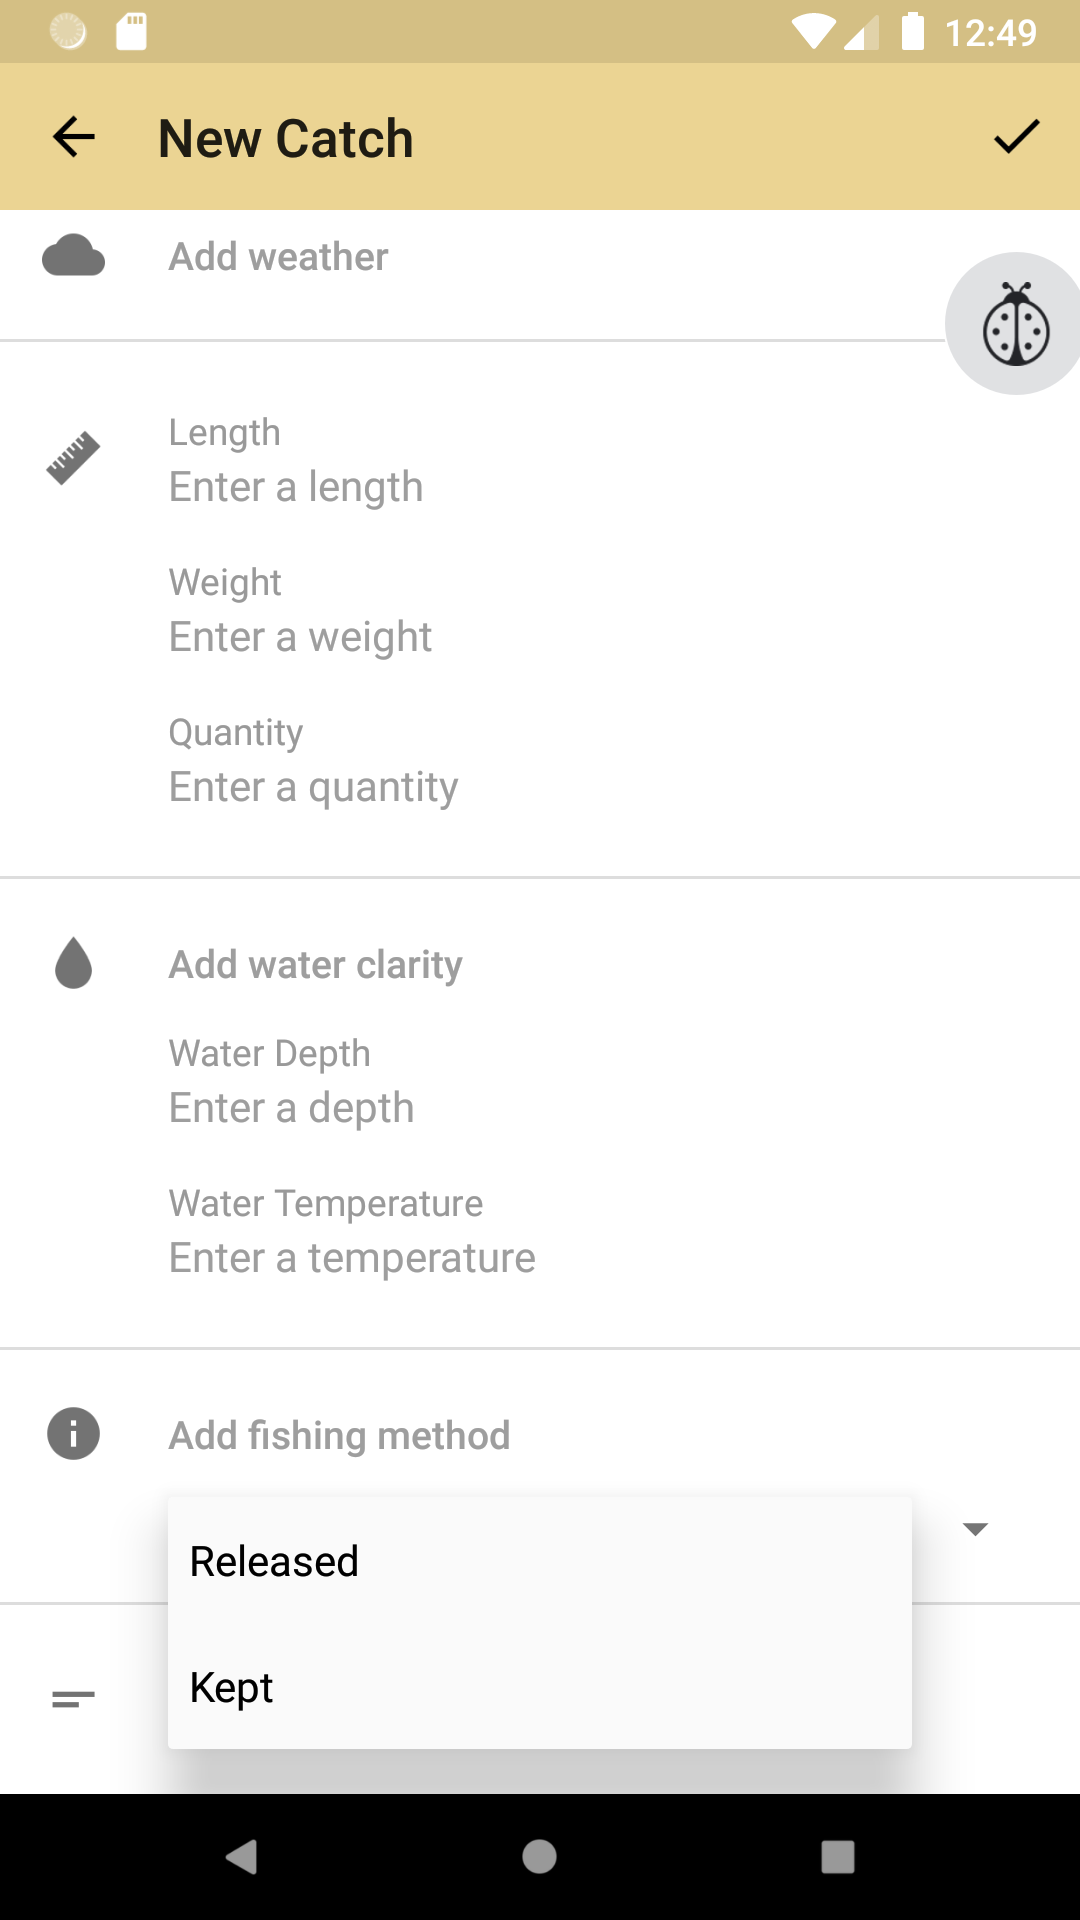 12:49
New Catch
Add weather
Length
Enter a length
Weight
Enter a weight
Quantity
Enter a quantity
Add water clarity
Water Depth
Enter a depth
Water Temperature
Enter a temperature
Add fishing method
Released
Kept